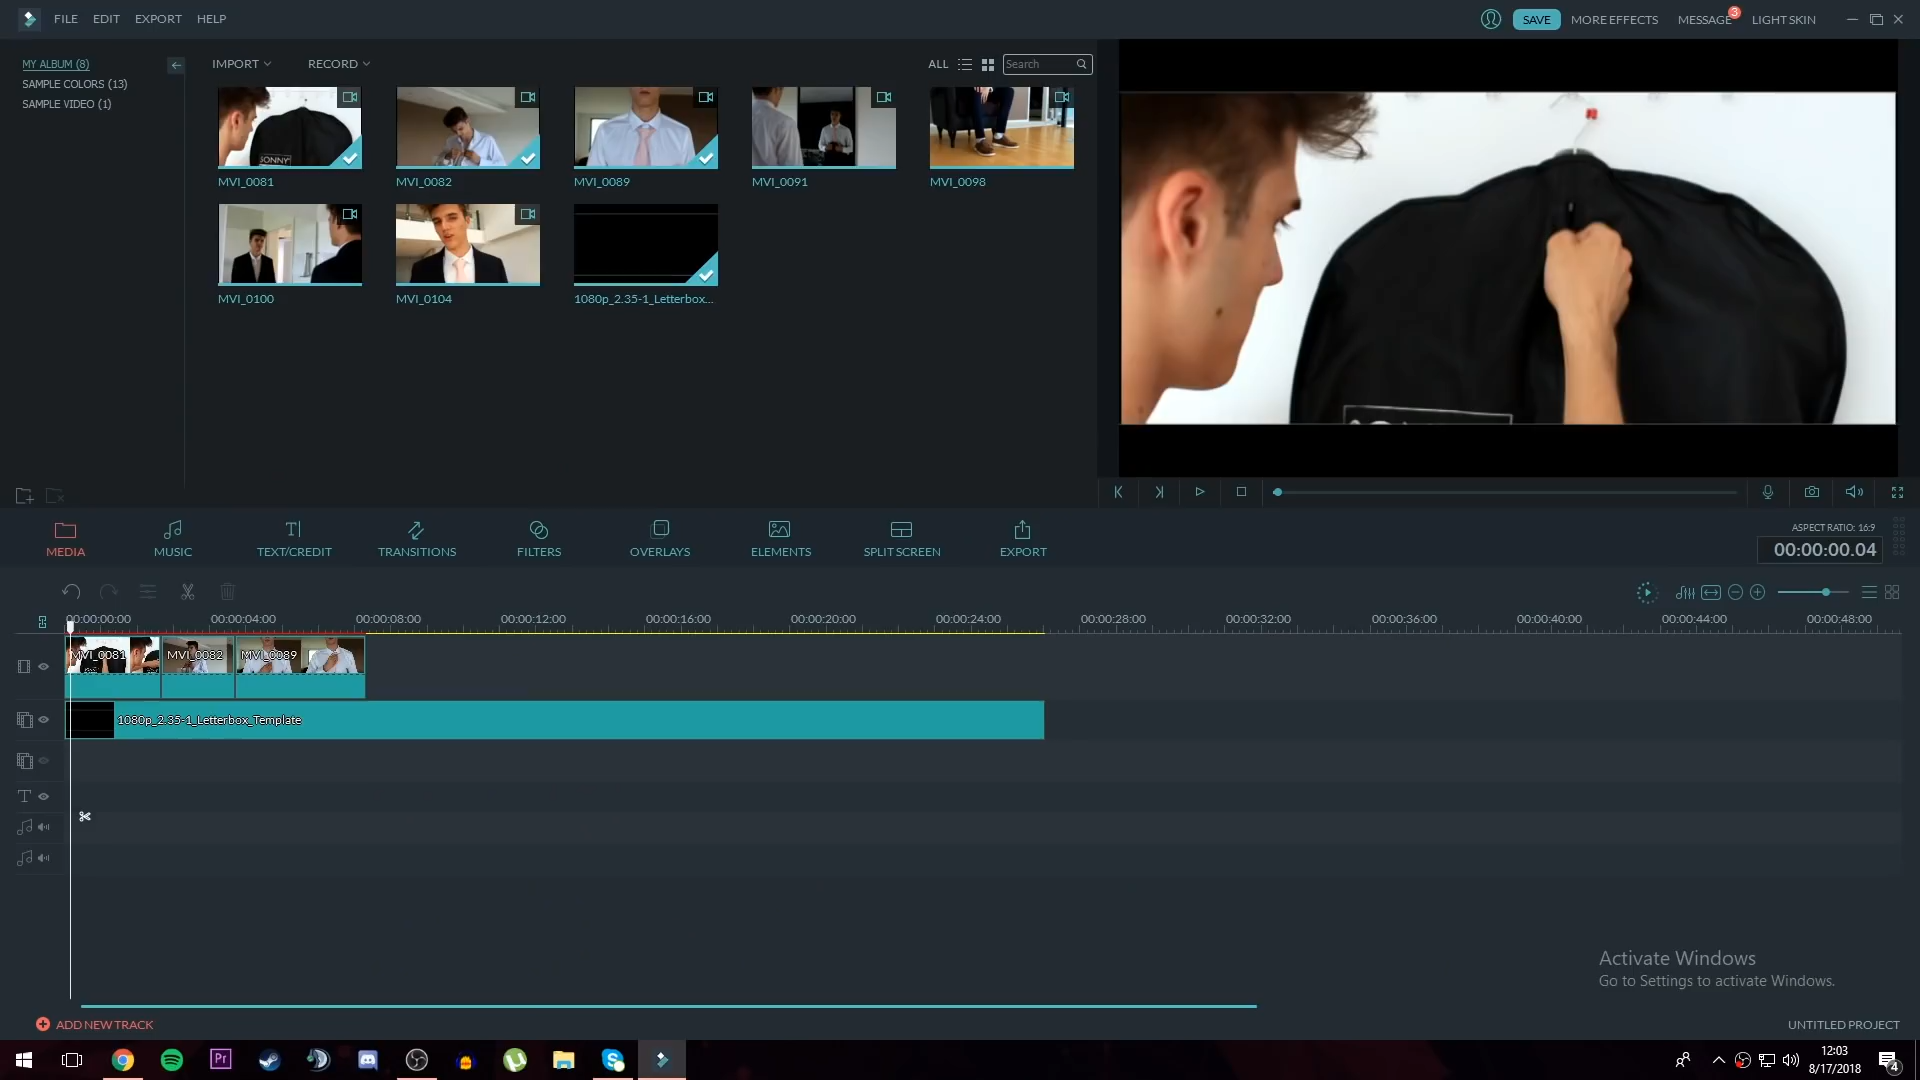 FILE EDIT EXPORT HELP
SAVE MORE EFFECTS MESSAGE 3 LIGHT SKIN
MY ALBUM (8)
SAMPLE COLORS (13)
SAMPLE VIDEO (1)
IMPORT RECORD ALL Search
SONNY
MVI_0081 MVI_0082 MVI_0089 MVI_0091 MVI_0098
MVI_0100 MVI_0104 1080p_2.35-1_Letterbox...
MEDIA MUSIC TEXT/CREDIT TRANSITIONS FILTERS OVERLAYS ELEMENTS SPLIT SCREEN EXPORT
ASPECT RATIO: 16:9
00:00:00.04
00:00:00:00 00:00:04:00 00:00:08:00 00:00:12:00 00:00:16:00 00:00:20:00 00:00:24:00 00:00:28:00 00:00:32:00 00:00:36:00 00:00:40:00 00:00:44:00 00:00:48:00
MVI_0081 MVI_0082 MVI_0089
1080p_2.35-1_Letterbox_Template
Activate Windows
Go to Settings to activate Windows.
ADD NEW TRACK
UNTITLED PROJECT
Pr
12:03
8/17/2018
4